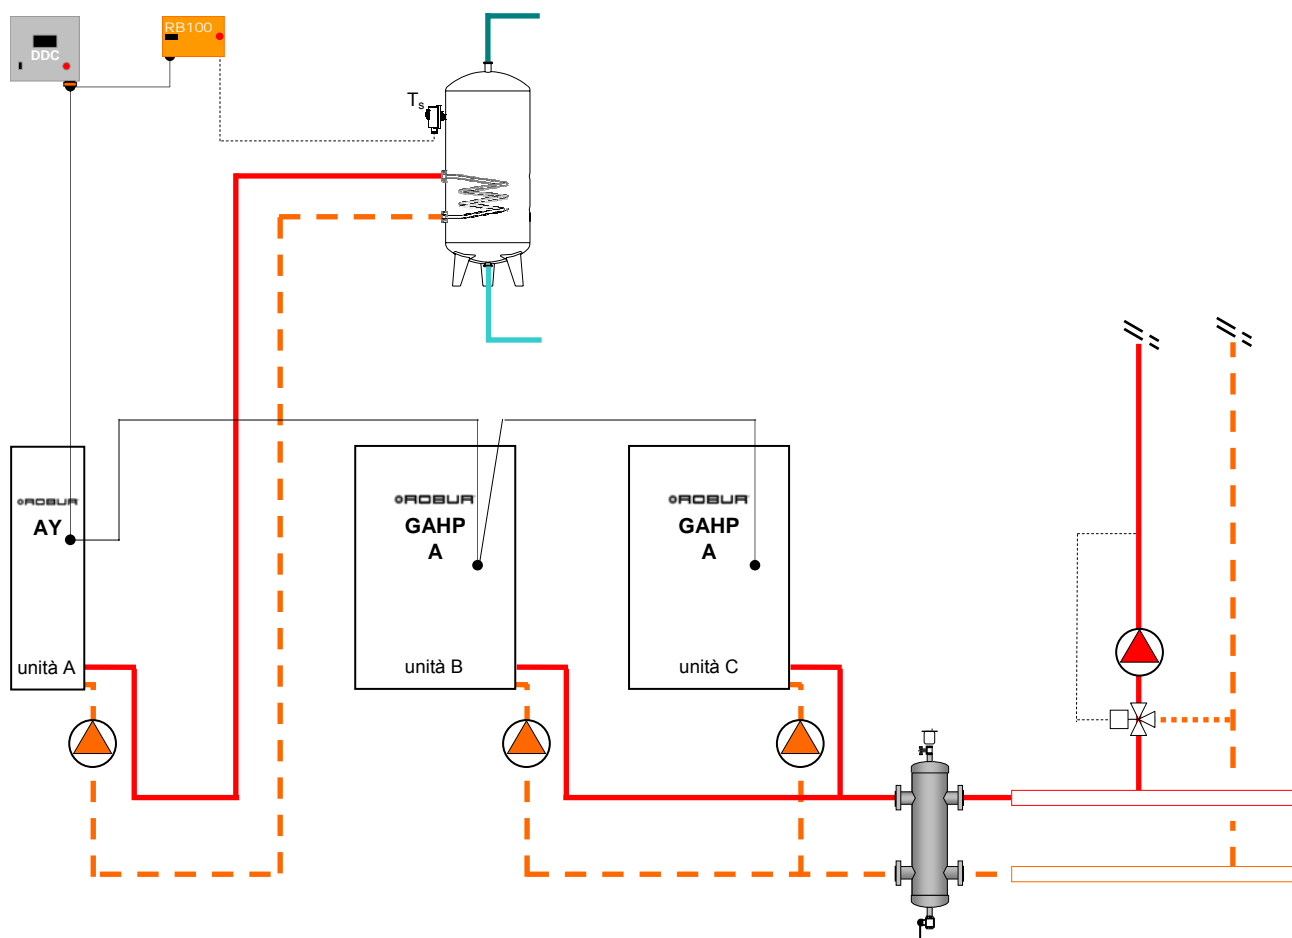 DDC
RB100
Ts
ROBUR
AY
unità A
ROBUR
GAHP
A
unità B
ROBUR
GAHP
A
unità C